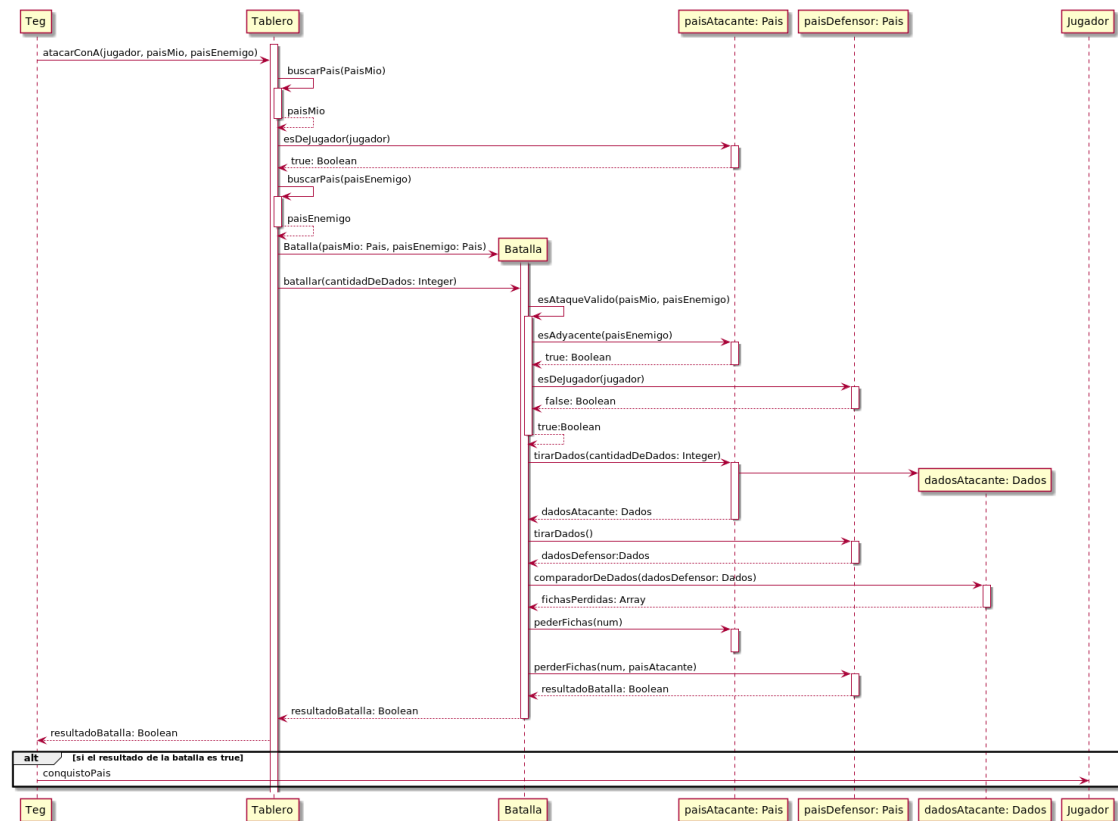 Teg
Tablero
paisAtacante: Pais
paisDefensor: Pais
Jugador
atacarConA(jugador, paisMio, paisEnemigo)
buscarPais(PaisMio)
paisMio
esDeJugador(jugador)
true: Boolean
buscarPais(paisEnemigo)
paisEnemigo
Batalla(paisMio: Pais, paisEnemigo: Pais)
Batalla
batallar(cantidadDeDados: Integer)
esAtaqueValido(paisMio, paisEnemigo)
esAdyacente(paisEnemigo)
true: Boolean
esDeJugador(jugador)
false: Boolean
true:Boolean
tirarDados(cantidadDeDados: Integer)
dadosAtacante: Dados
dadosAtacante: Dados
tirarDados()
dadosDefensor:Dados
comparadorDeDados(dadosDefensor: Dados)
fichasPerdidas: Array
pederFichas(num)
perderFichas(num, paisAtacante)
resultadoBatalla: Boolean
resultadoBatalla: Boolean
resultadoBatalla: Boolean
alt [si el resultado de la batalla es true]
conquistoPais
Teg
Tablero
Batalla
paisAtacante: Pais
paisDefensor: Pais
dadosAtacante: Dados
Jugador